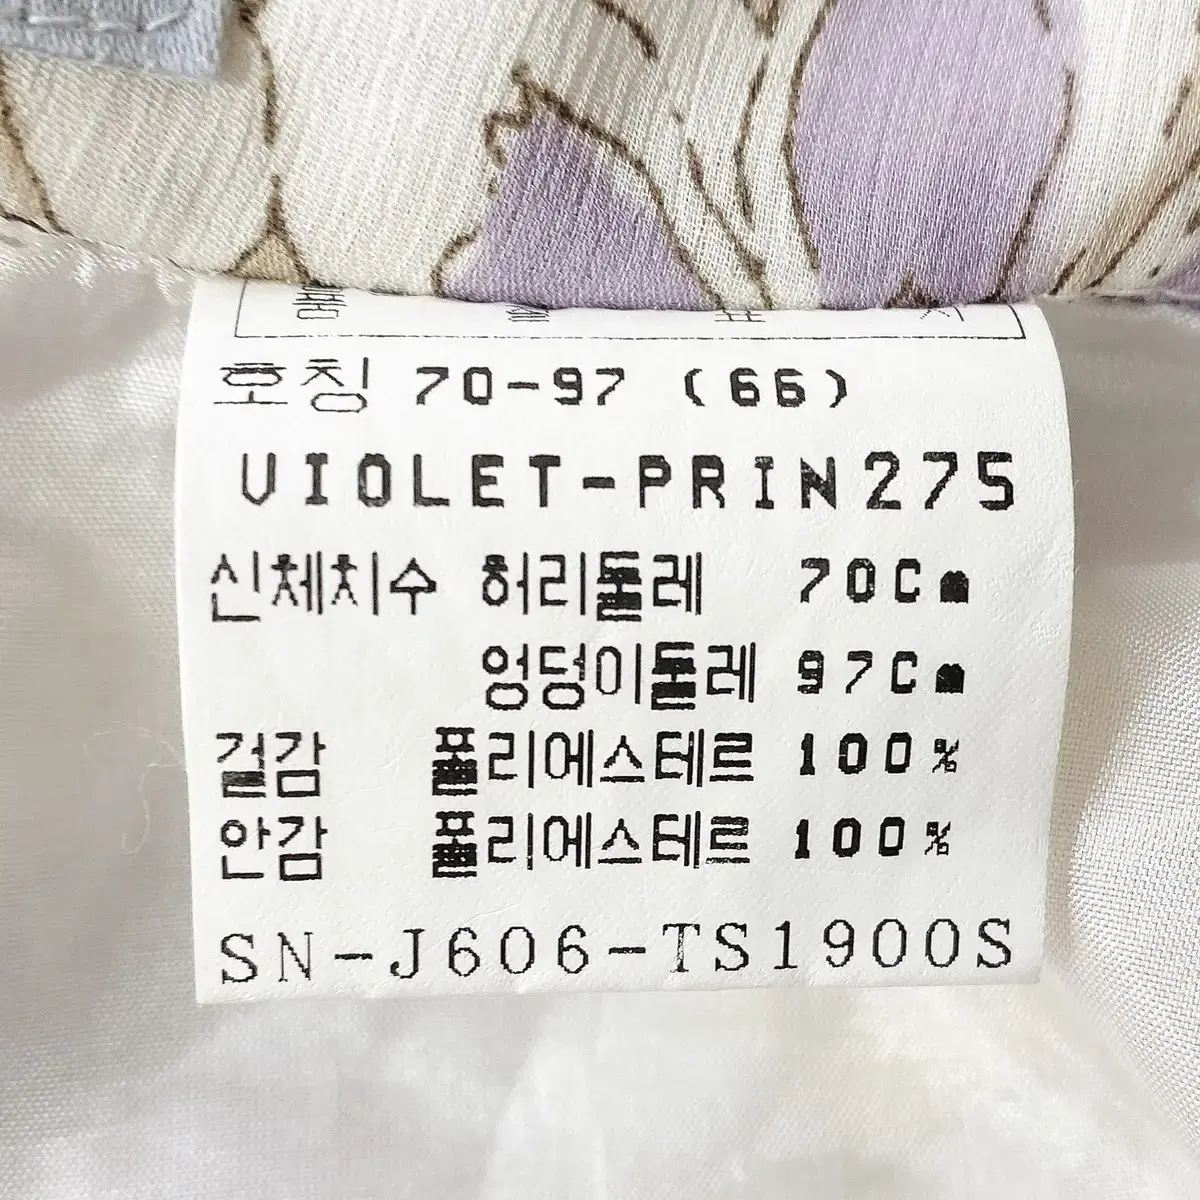 호칭 70-97 (66)
VIOLET-PRIN275
신체치수 허리둘레 70Cm
엉덩이둘레 97Cm
겉감 폴리에스테르 100%
안감 폴리에스테르 100%
SN-J606-TS1900S